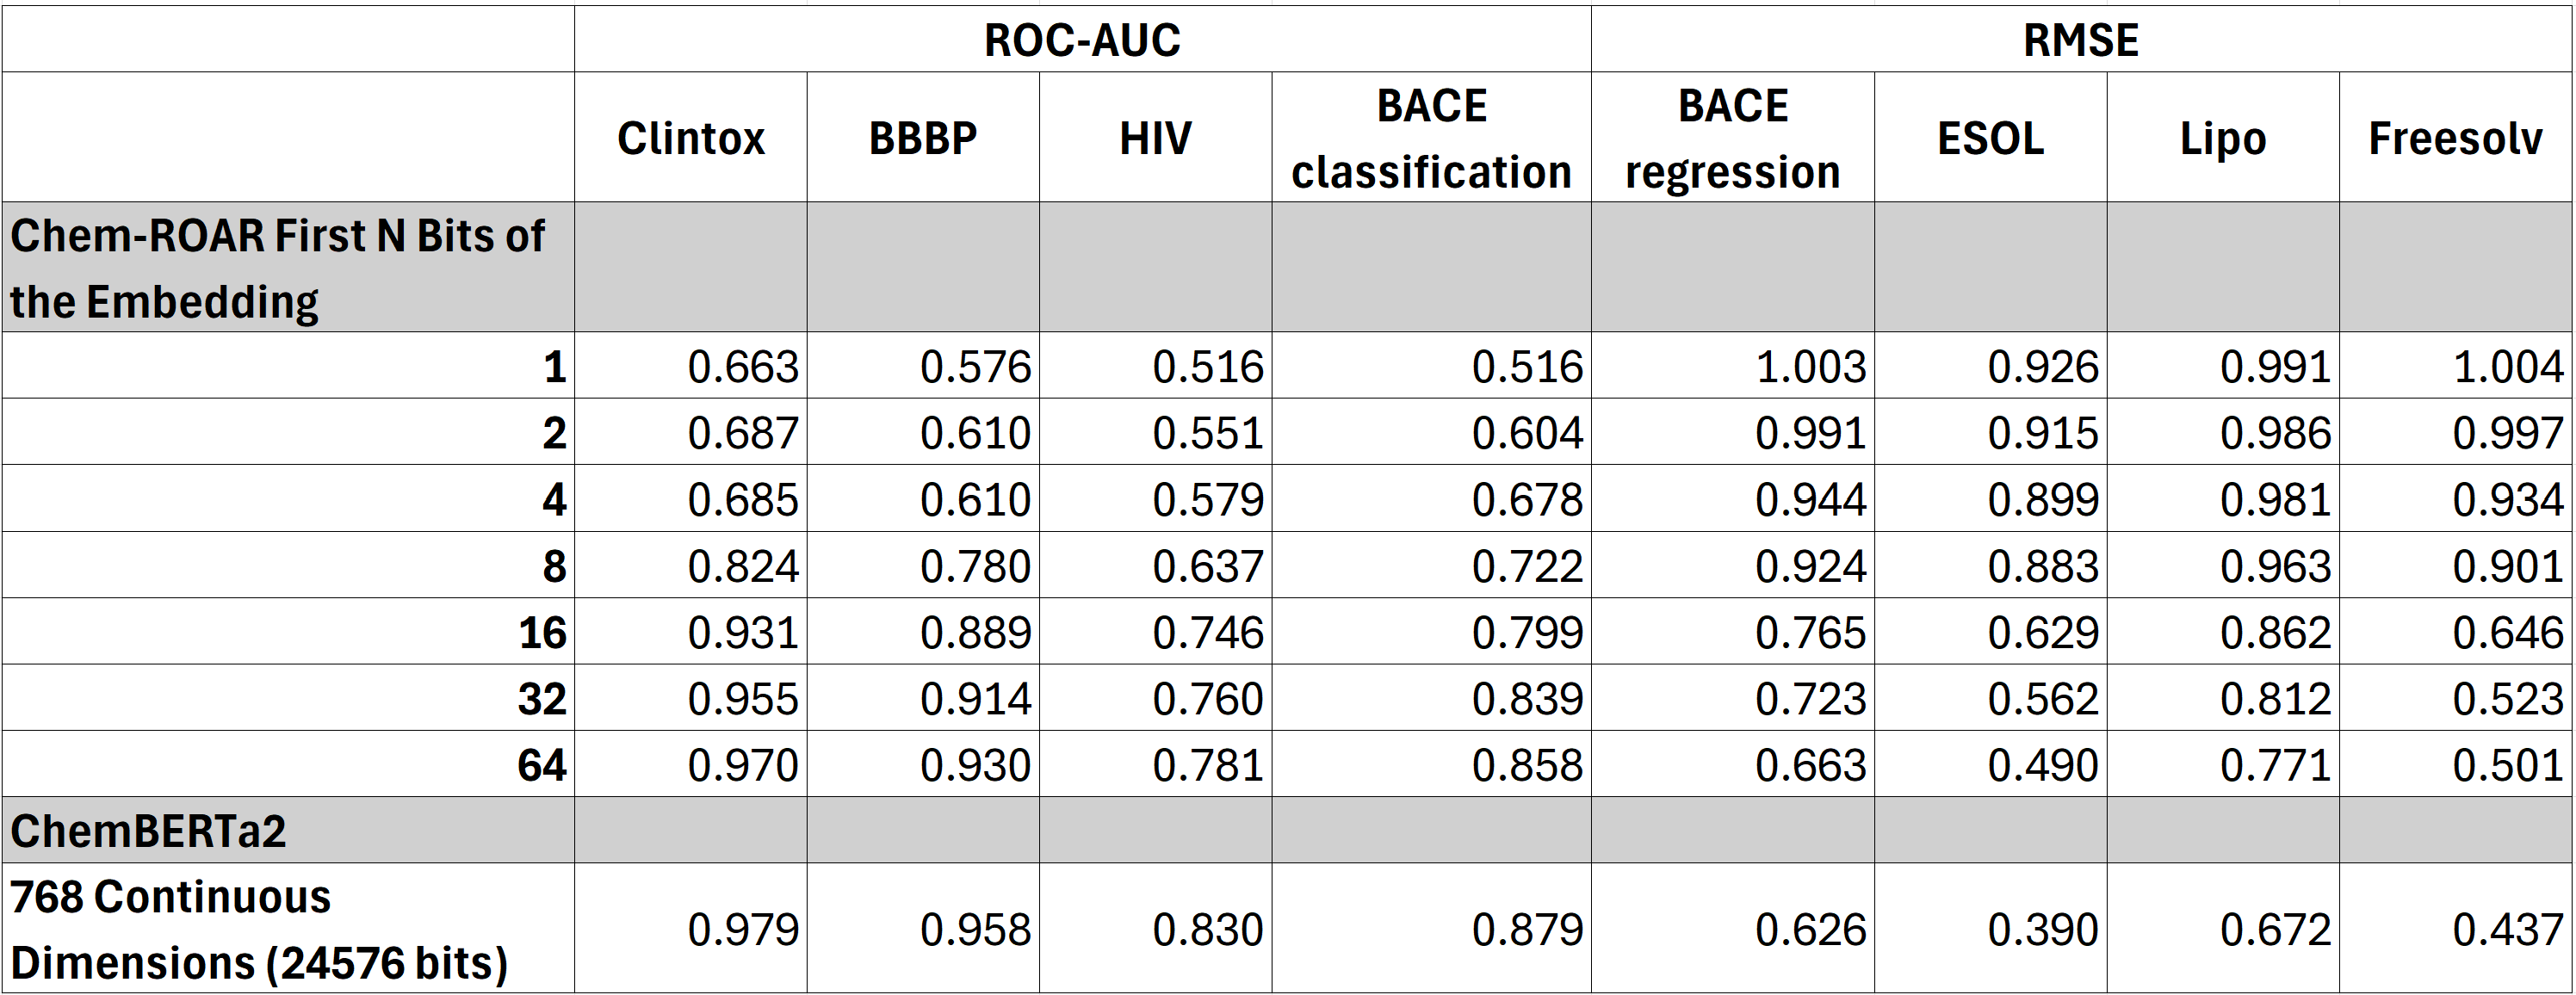 ROC-AUC RMSE
Clintox BBBP HIV BACE classification BACE regression ESOL Lipo Freesolv
Chem-ROAR First N Bits of
the Embedding
1 0.663 0.576 0.516 0.516 1.003 0.926 0.991 1.004
2 0.687 0.610 0.551 0.604 0.991 0.915 0.986 0.997
4 0.685 0.610 0.579 0.678 0.944 0.899 0.981 0.934
8 0.824 0.780 0.637 0.722 0.924 0.883 0.963 0.901
16 0.931 0.889 0.746 0.799 0.765 0.629 0.862 0.646
32 0.955 0.914 0.760 0.839 0.723 0.562 0.812 0.523
64 0.970 0.930 0.781 0.858 0.663 0.490 0.771 0.501
ChemBERTa2
768 Continuous
Dimensions (24576 bits) 0.979 0.958 0.830 0.879 0.626 0.390 0.672 0.437